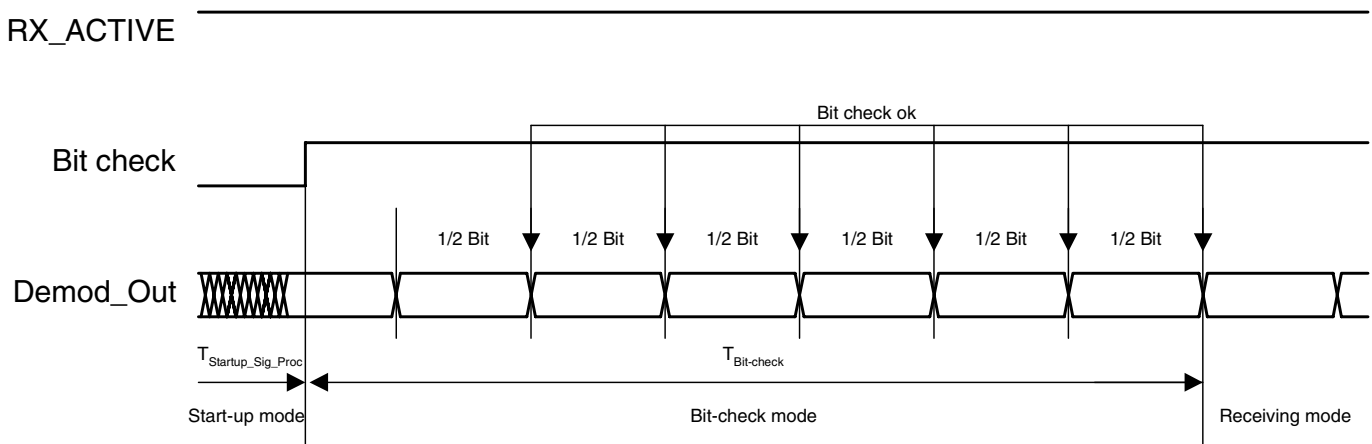 RX_ACTIVE
Bit check ok
Bit check
1/2 Bit 1/2 Bit 1/2 Bit 1/2 Bit 1/2 Bit 1/2 Bit
Demod_Out
TStartup_Sig_Proc TBit-check
Start-up mode Bit-check mode Receiving mode